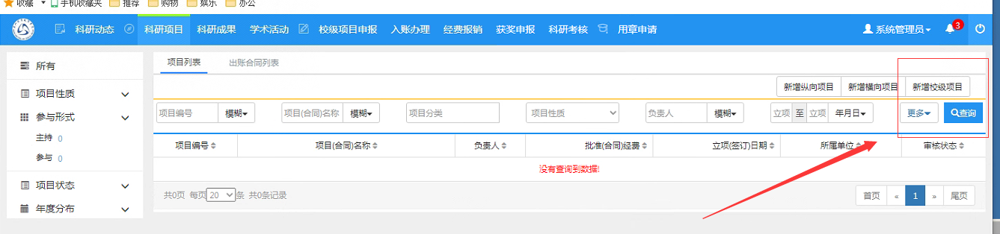 收藏 手机收藏夹 推荐 购物 娱乐 办公
科研动态 科研项目 科研成果 学术活动 校级项目申报 入账办理 经费报销 获奖申报 科研考核 用章申请 系统管理员 3
所有
项目性质
参与形式
主持 0
参与 0
项目状态
年度分布
项目列表 出账合同列表
新增纵向项目 新增横向项目 新增校级项目
项目编号 模糊 项目(合同)名称 模糊 项目分类 项目性质 负责人 模糊 立项 至 立项 年月日 更多 查询
项目编号 项目(合同)名称 负责人 批准(合同)经费 立项(签订)日期 所属单位 审核状态
没有查询到数据!
共0页 每页 20 条 共0条记录 首页 « 1 » 尾页